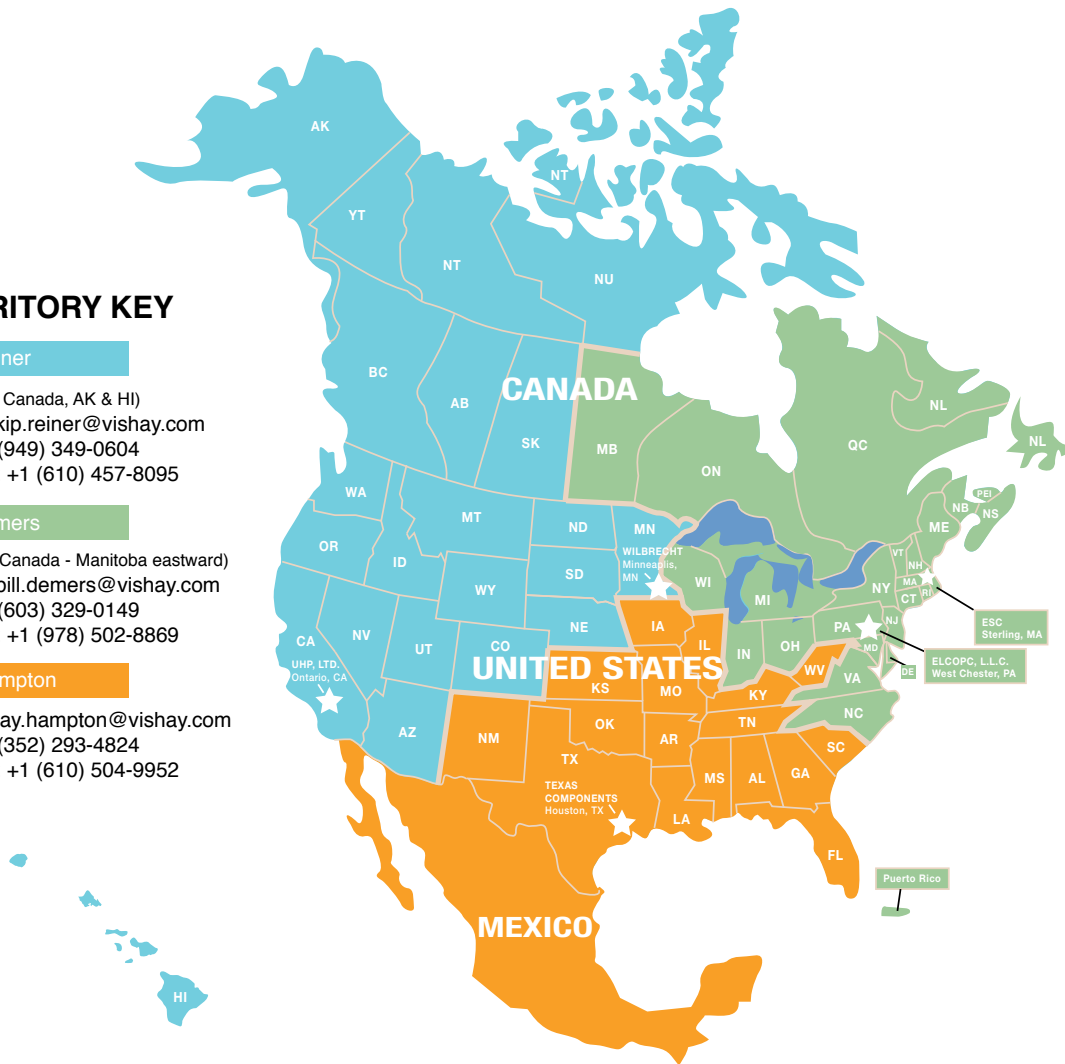 RITORY KEY
ner
Canada, AK & HI)
kip.reiner@vishay.com
(949) 349-0604
+1 (610) 457-8095
mers
Canada - Manitoba eastward)
bill.demers@vishay.com
(603) 329-0149
+1 (978) 502-8869
mpton
ay.hampton@vishay.com
(352) 293-4824
+1 (610) 504-9952
AK
YT
NT
NT
NU
BC
AB
SK
CANADA
MB
ON
QC
NL
NL
PEI
NB
NS
ME
WA
MT
ND
MN
OR
ID
SD
WY
WILBRECHT
Minneaplis,
MN
WI
MI
VT
NH
NY
MA
CT
RI
ESC
Sterling, MA
CA
NV
UT
CO
NE
IA
IL
IN
OH
PA
NJ
MD
DE
ELCOPC, L.L.C.
West Chester, PA
UHP, LTD.
Ontario, CA
UNITED STATES
KS
MO
KY
WV
VA
NC
AZ
NM
OK
AR
TN
SC
TX
MS
AL
GA
TEXAS
COMPONENTS
Houston, TX
LA
FL
Puerto Rico
MEXICO
HI